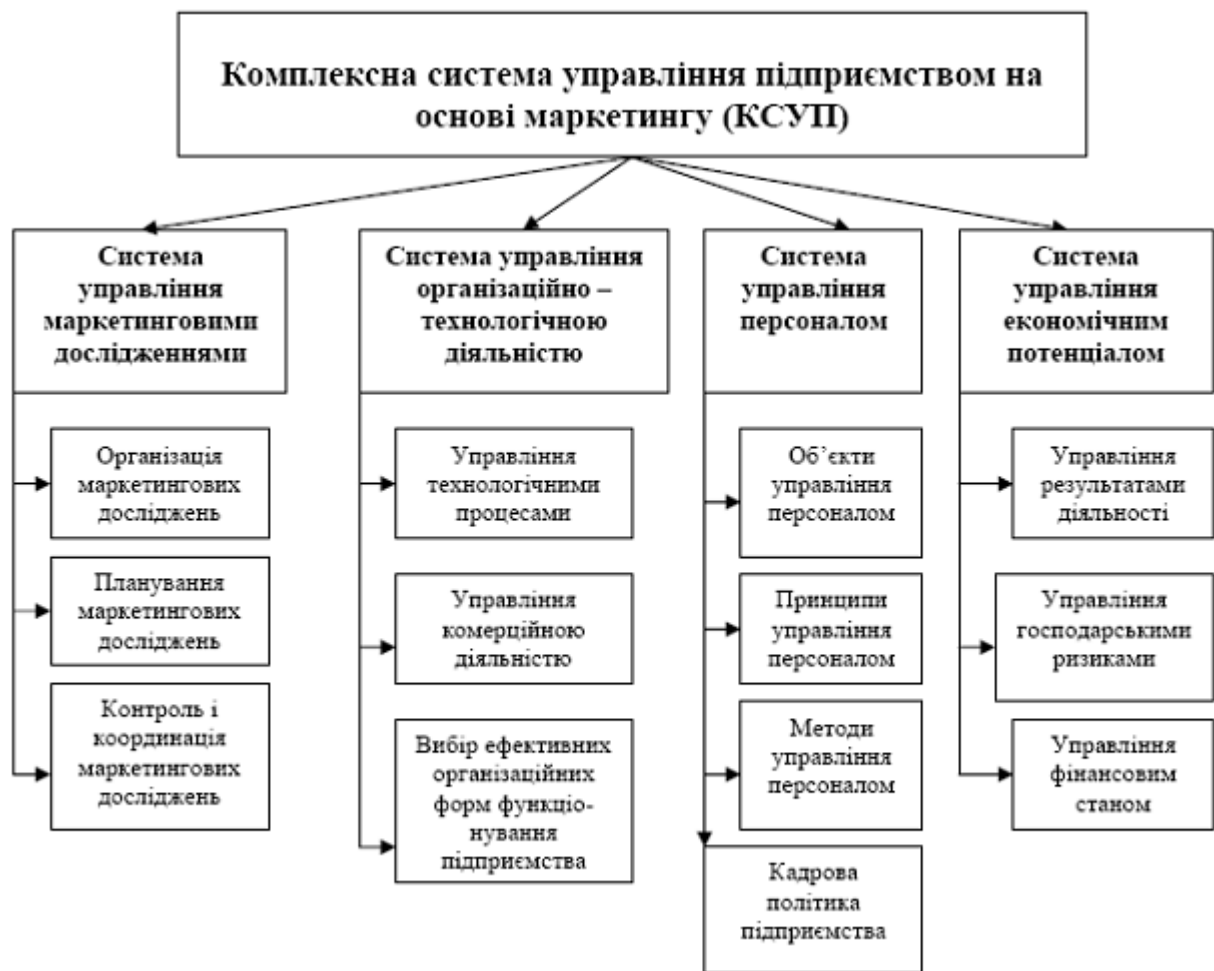 Комплексна система управління підприємством на
основі маркетингу (КСУП)
Система
управління
маркетинговими
дослідженнями
Організація
маркетингових
досліджень
Планування
маркетингових
досліджень
Контроль і
координація
маркетингових
досліджень
Система управління
організаційно –
технологічною
діяльністю
Управління
технологічними
процесами
Управління
комерційною
діяльністю
Вибір ефективних
організаційних
форм функціо-
нування
підприємства
Система
управління
персоналом
Об’єкти
управління
персоналом
Принципи
управління
персоналом
Методи
управління
персоналом
Кадрова
політика
підприємства
Система
управління
економічним
потенціалом
Управління
результатами
діяльності
Управління
господарськими
ризиками
Управління
фінансовим
станом